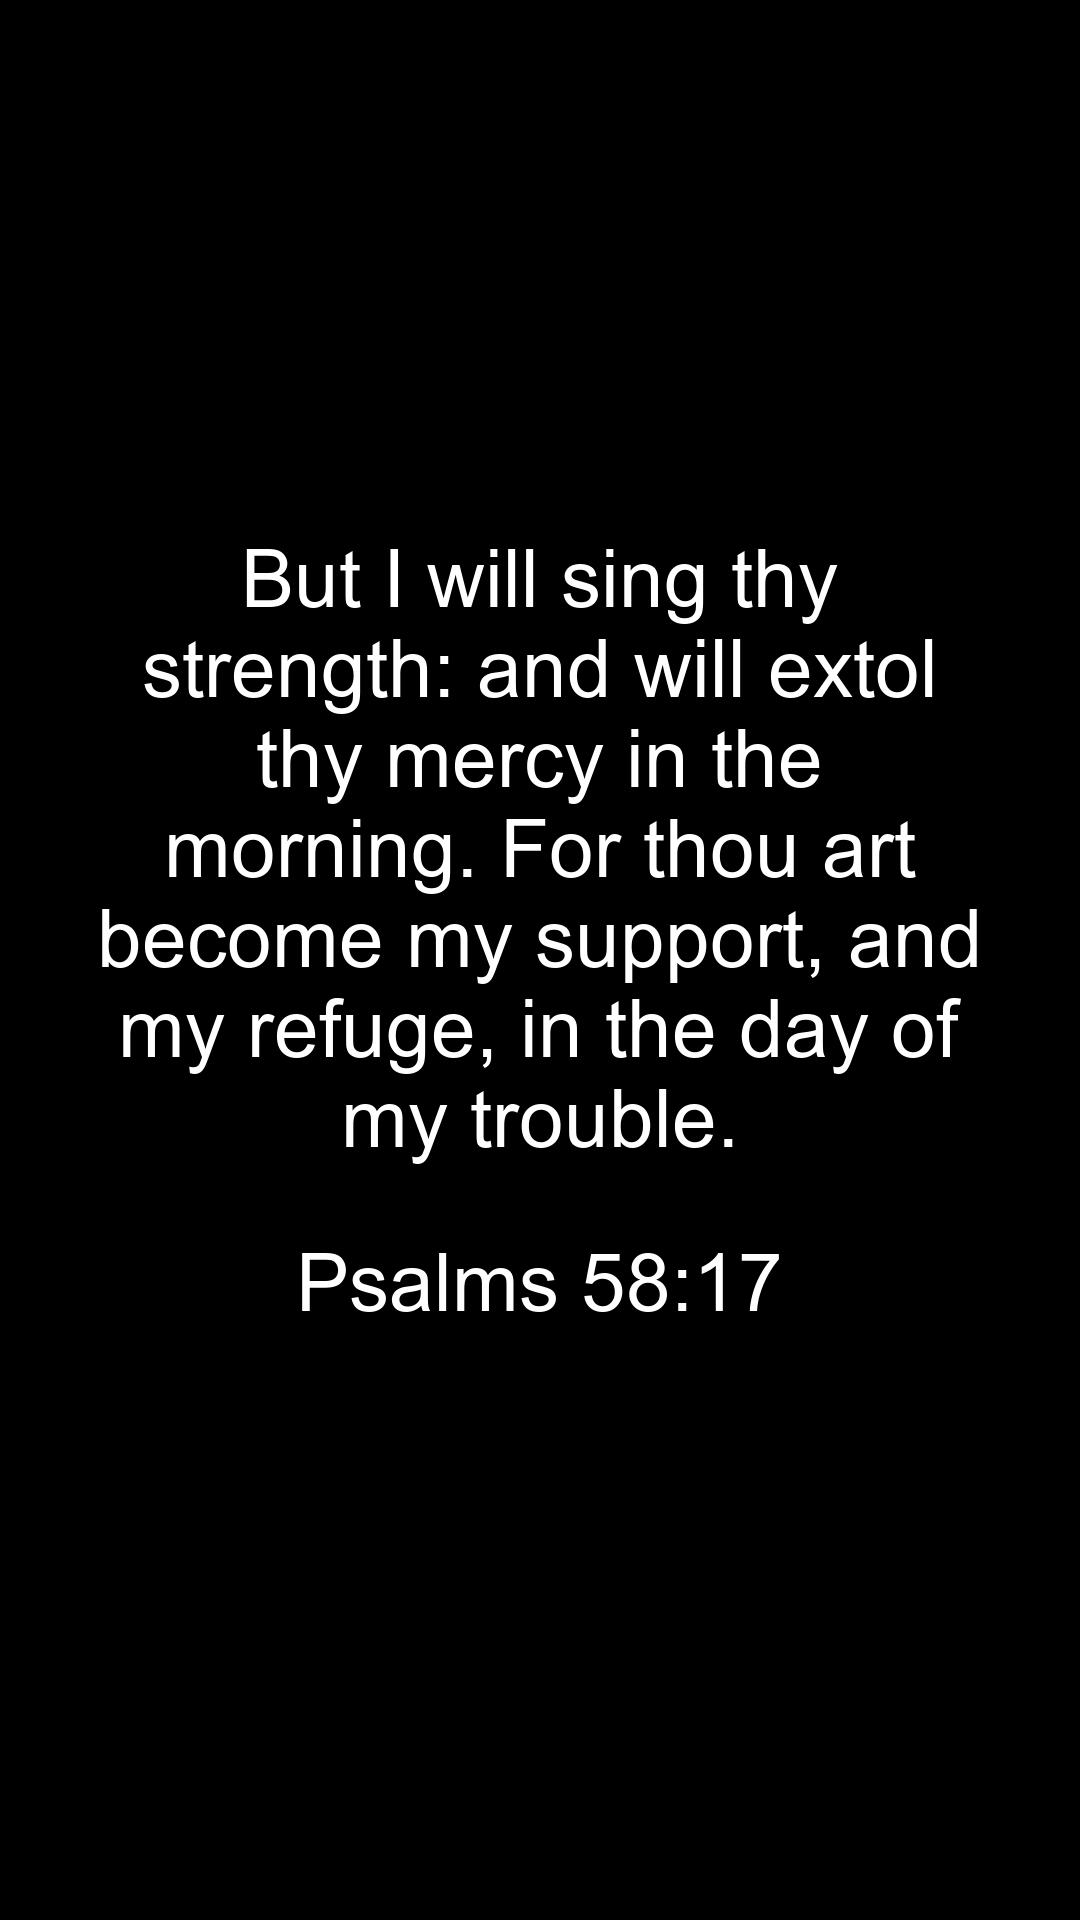 But I will sing thy
strength: and will extol
thy mercy in the
morning. For thou art
become my support, and
my refuge, in the day of
my trouble.
Psalms 58:17